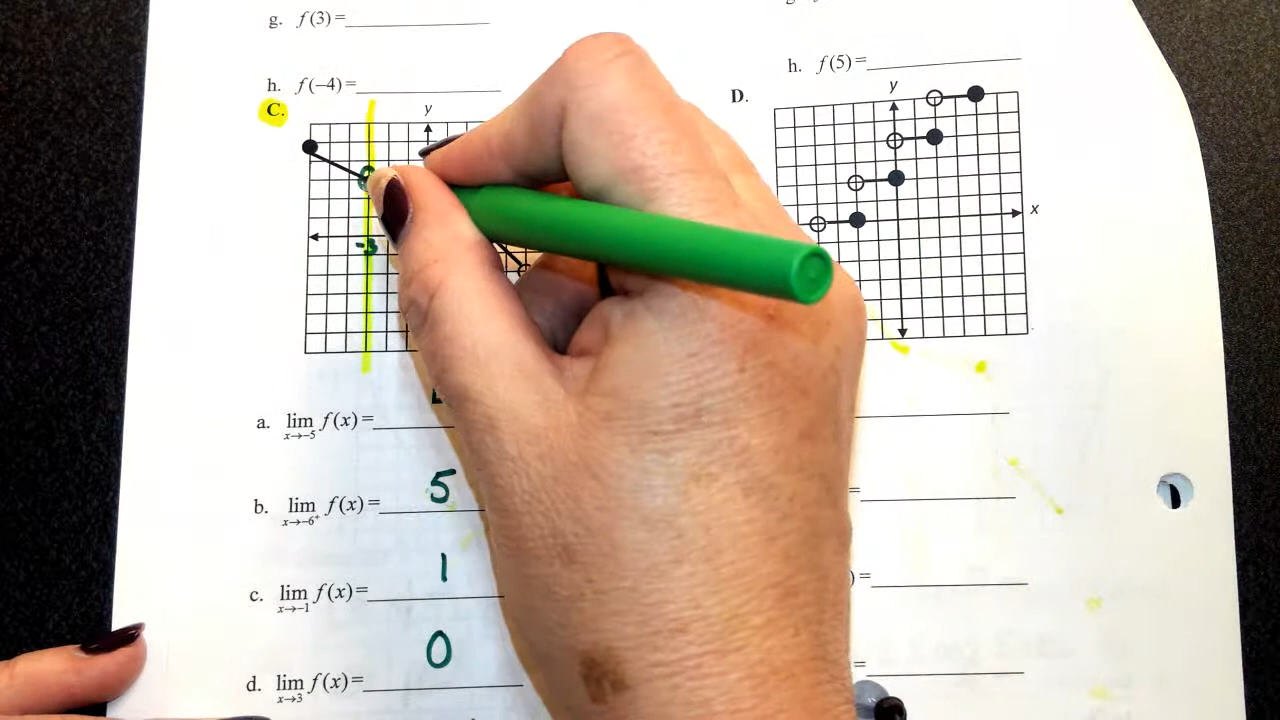 g. f(3)=
h. f(–4)=
C.
y
-3
a. lim f(x)=
x→–5
b. lim f(x)= 5
x→–6⁺
c. lim f(x)= 1
x→–1
d. lim f(x)= 0
x→3
h. f(5)=
D.
y
x
=
)=
=